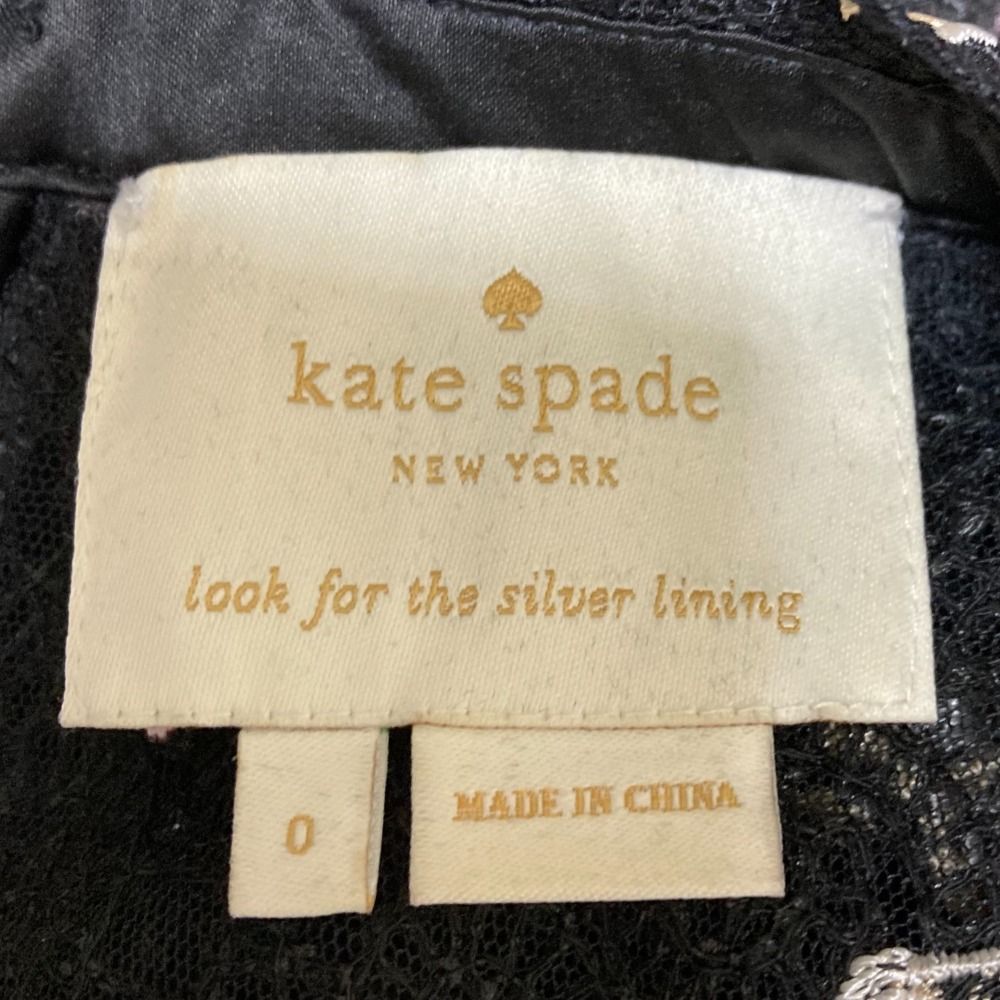 kate spade
NEW YORK
look for the silver lining
0
MADE IN CHINA